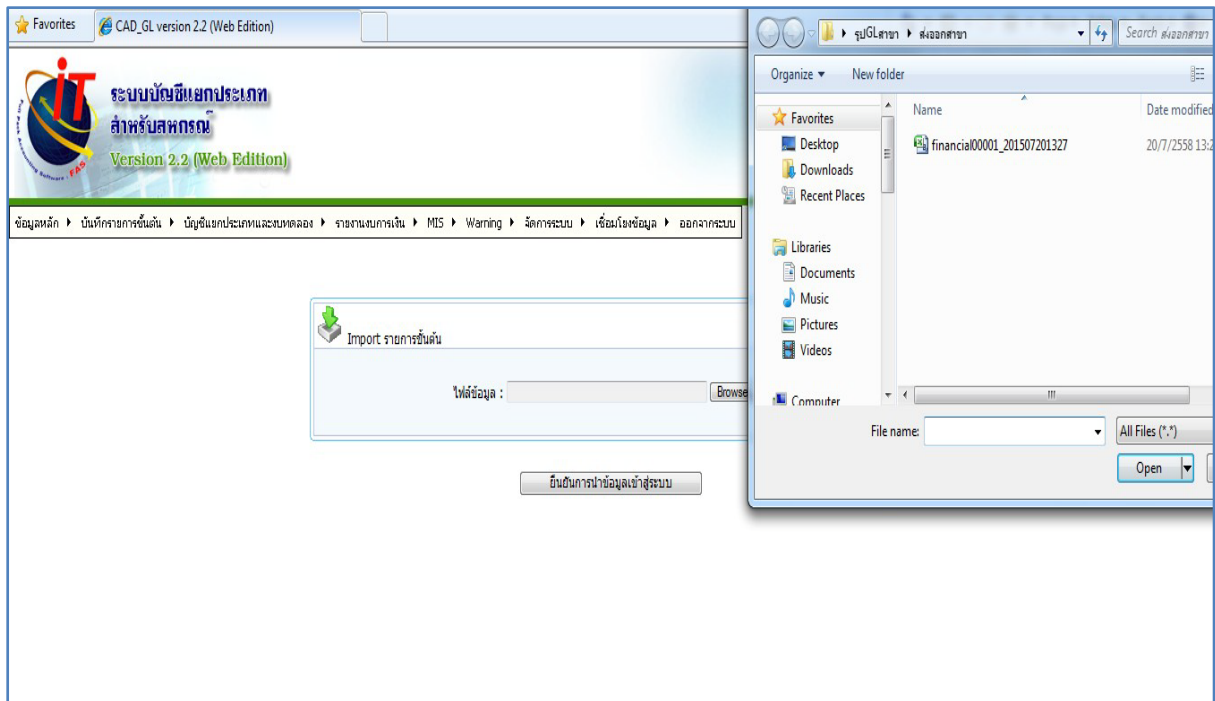 Favorites
CAD_GL version 2.2 (Web Edition)
iT
ระบบบัญชีแยกประเภท
สำหรับสหกรณ์
Version 2.2 (Web Edition)
ข้อมูลหลัก บันทึกรายการขั้นต้น บัญชีแยกประเภทและงบทดลอง รายงานงบการเงิน MIS Warning จัดการระบบ เชื่อมโยงข้อมูล ออกจากระบบ
Import รายการขั้นต้น
ไฟล์ข้อมูล :
Browse
ยืนยันการนำข้อมูลเข้าสู่ระบบ
รูปGLสาขา ส่งออกสาขา
Search ส่งออกสาขา
Organize New folder
Name Date modified
Favorites
Desktop
Downloads
Recent Places
Libraries
Documents
Music
Pictures
Videos
Computer
financial00001_201507201327 20/7/2558 13:2
File name:
All Files (*.*)
Open